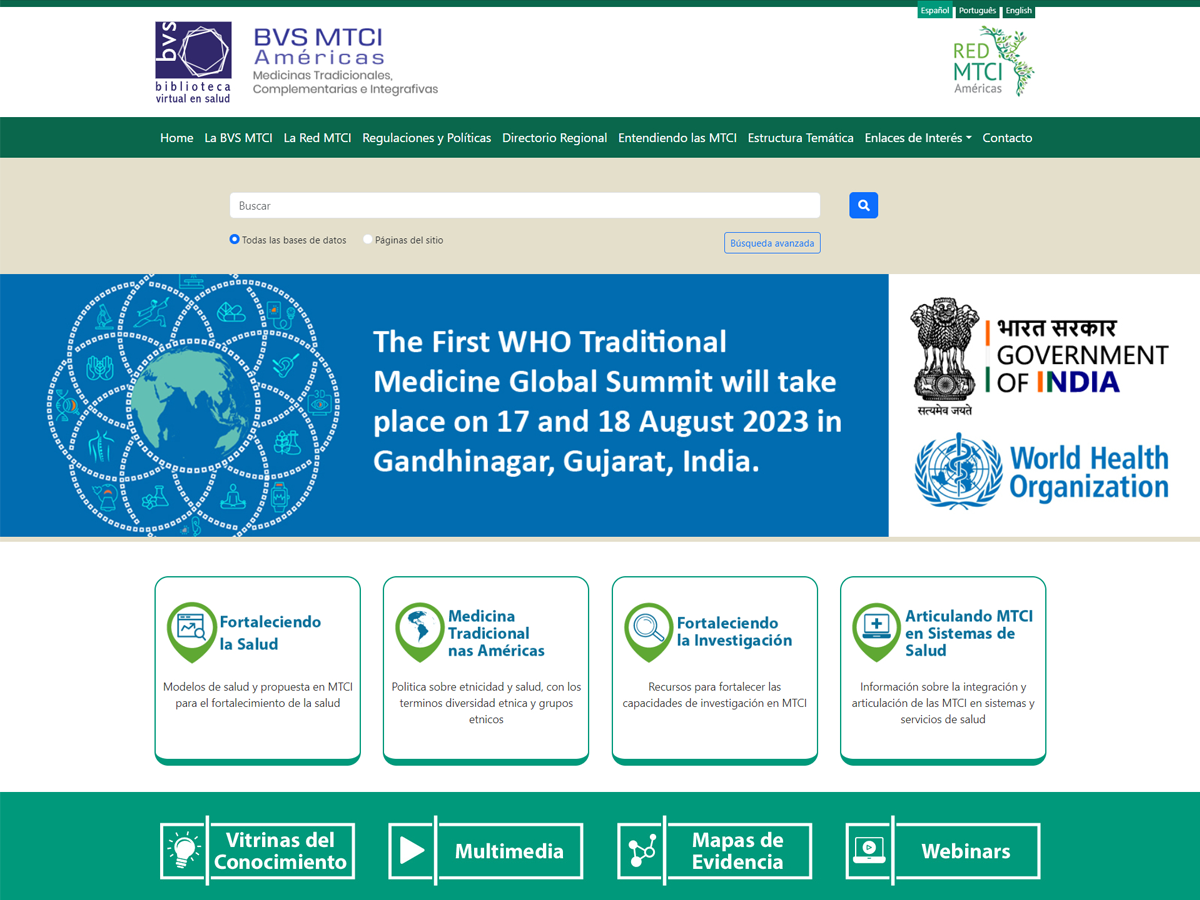 Español Português English
bvs
biblioteca
virtual en salud
BVS MTCI
Américas
Medicinas Tradicionales,
Complementarias e Integrafivas
RED
MTCI
Américas
Home La BVS MTCI La Red MTCI Regulaciones y Políticas Directorio Regional Entendiendo las MTCI Estructura Temática Enlaces de Interés Contacto
Buscar
Todas las bases de datos Páginas del sitio
Búsqueda avanzada
The First WHO Traditional
Medicine Global Summit will take
place on 17 and 18 August 2023 in
Gandhinagar, Gujarat, India.
3D
भारत सरकार
GOVERNMENT
OF INDIA
सत्यमेव जयते
World Health
Organization
Fortaleciendo
la Salud
Modelos de salud y propuesta en MTCI
para el fortalecimiento de la salud
Medicina
Tradicional
nas Américas
Politica sobre etnicidad y salud, con los
terminos diversidad etnica y grupos
etnicos
Fortaleciendo
la Investigación
Recursos para fortalecer las
capacidades de investigación en MTCI
Articulando MTCI
en Sistemas de
Salud
Información sobre la integración y
articulación de las MTCI en sistemas y
servicios de salud
Vitrinas del
Conocimiento
Multimedia
Mapas de
Evidencia
Webinars